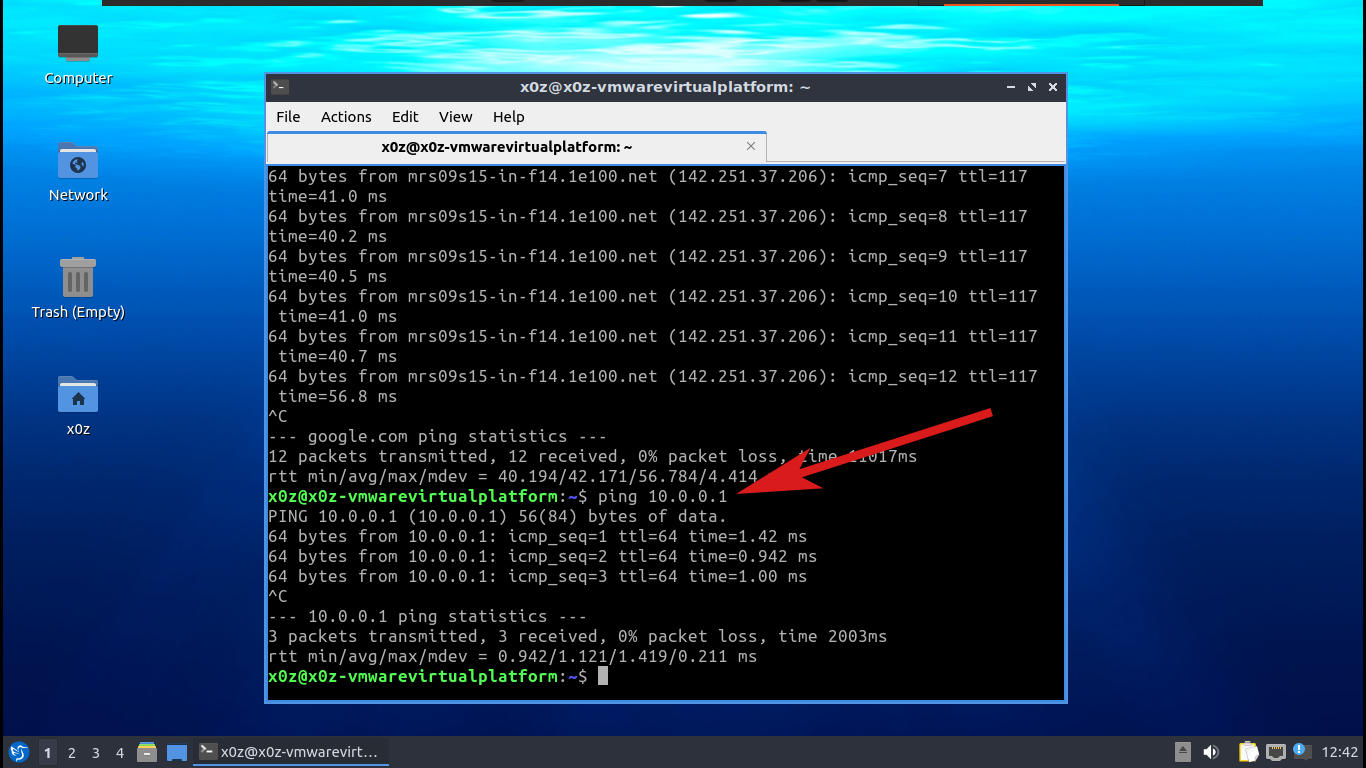 Computer
Network
Trash (Empty)
x0z
x0z@x0z-vmwarevirtualplatform: ~
File Actions Edit View Help
x0z@x0z-vmwarevirtualplatform: ~
64 bytes from mrs09s15-in-f14.1e100.net (142.251.37.206): icmp_seq=7 ttl=117
time=41.0 ms
64 bytes from mrs09s15-in-f14.1e100.net (142.251.37.206): icmp_seq=8 ttl=117
time=40.2 ms
64 bytes from mrs09s15-in-f14.1e100.net (142.251.37.206): icmp_seq=9 ttl=117
time=40.5 ms
64 bytes from mrs09s15-in-f14.1e100.net (142.251.37.206): icmp_seq=10 ttl=117
time=41.0 ms
64 bytes from mrs09s15-in-f14.1e100.net (142.251.37.206): icmp_seq=11 ttl=117
time=40.7 ms
64 bytes from mrs09s15-in-f14.1e100.net (142.251.37.206): icmp_seq=12 ttl=117
time=56.8 ms
^C
--- google.com ping statistics ---
12 packets transmitted, 12 received, 0% packet loss, time 11017ms
rtt min/avg/max/mdev = 40.194/42.171/56.784/4.414
x0z@x0z-vmwarevirtualplatform:~$ ping 10.0.0.1
PING 10.0.0.1 (10.0.0.1) 56(84) bytes of data.
64 bytes from 10.0.0.1: icmp_seq=1 ttl=64 time=1.42 ms
64 bytes from 10.0.0.1: icmp_seq=2 ttl=64 time=0.942 ms
64 bytes from 10.0.0.1: icmp_seq=3 ttl=64 time=1.00 ms
^C
--- 10.0.0.1 ping statistics ---
3 packets transmitted, 3 received, 0% packet loss, time 2003ms
rtt min/avg/max/mdev = 0.942/1.121/1.419/0.211 ms
x0z@x0z-vmwarevirtualplatform:~$
1 2 3 4 x0z@x0z-vmwarevirt... 12:42